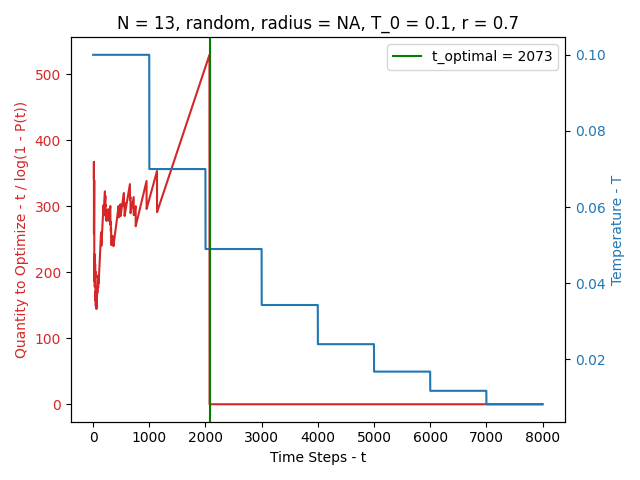 N = 13, random, radius = NA, T_0 = 0.1, r = 0.7
t_optimal = 2073
Quantity to Optimize - t / log(1 - P(t))
500
400
300
200
100
0
0.10
0.08
0.06
0.04
0.02
Temperature - T
0 1000 2000 3000 4000 5000 6000 7000 8000
Time Steps - t